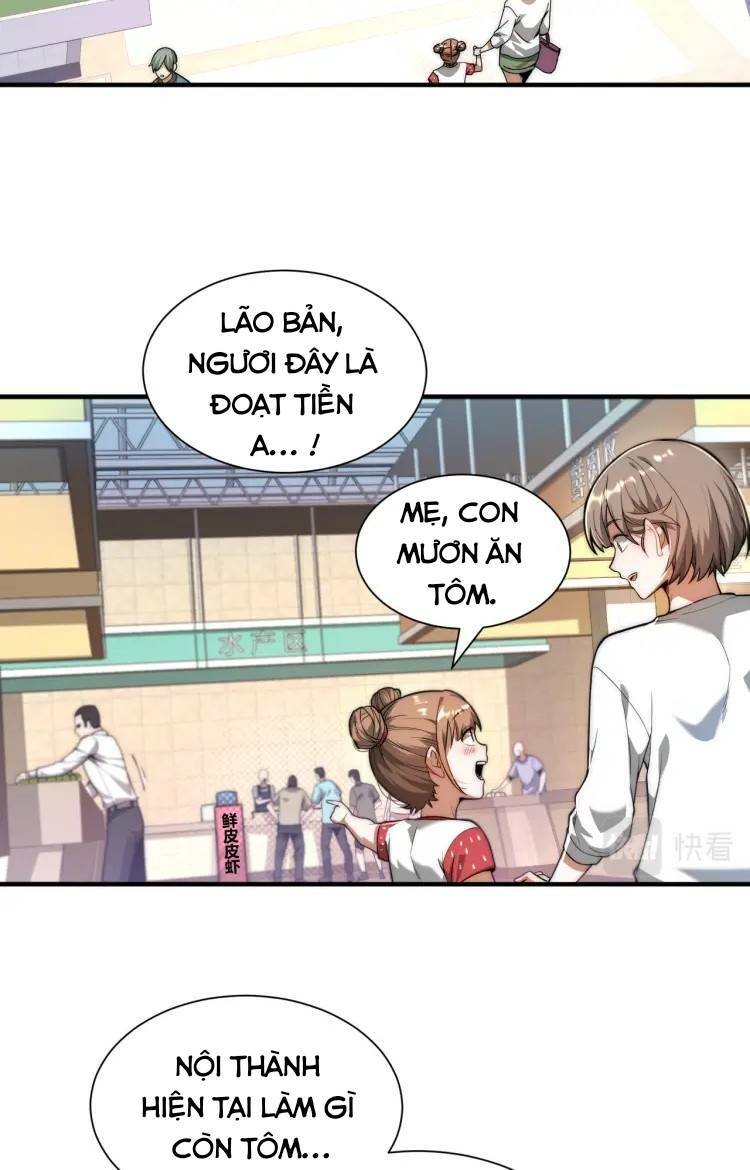 LÃO BẢN,
NGƯƠI ĐÂY LÀ
ĐOẠT TIỀN
A... !
MẸ, CON
MƯƠN ĂN
TÔM.
水产区
鲜皮皮虾
快看
NỘI THÀNH
HIỆN TẠI LÀM GÌ
CÒN TÔM...